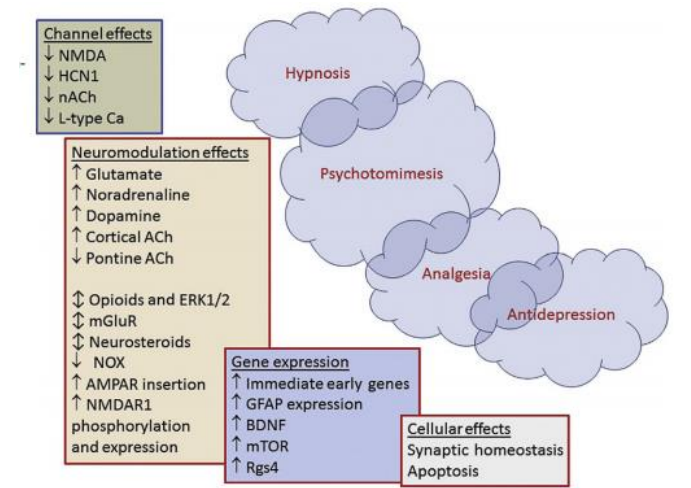 Channel effects
↓ NMDA
↓ HCN1
↓ nACh
↓ L-type Ca
Neuromodulation effects
↑ Glutamate
↑ Noradrenaline
↑ Dopamine
↑ Cortical ACh
↓ Pontine ACh
↕ Opioids and ERK1/2
↕ mGluR
↕ Neurosteroids
↓ NOX
↑ AMPAR insertion
↑ NMDAR1
phosphorylation
and expression
Gene expression
↑ Immediate early genes
↑ GFAP expression
↑ BDNF
↑ mTOR
↑ Rgs4
Cellular effects
Synaptic homeostasis
Apoptosis
Hypnosis
Psychotomimesis
Analgesia
Antidepression